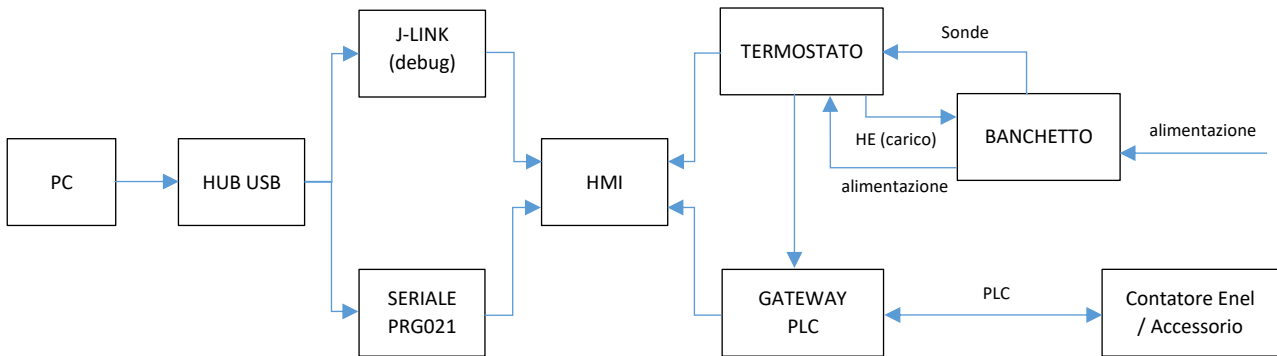 J-LINK
(debug)
TERMOSTATO
Sonde
PC
HUB USB
HMI
HE (carico)
alimentazione
BANCHETTO
alimentazione
SERIALE
PRG021
GATEWAY
PLC
PLC
Contatore Enel
/ Accessorio